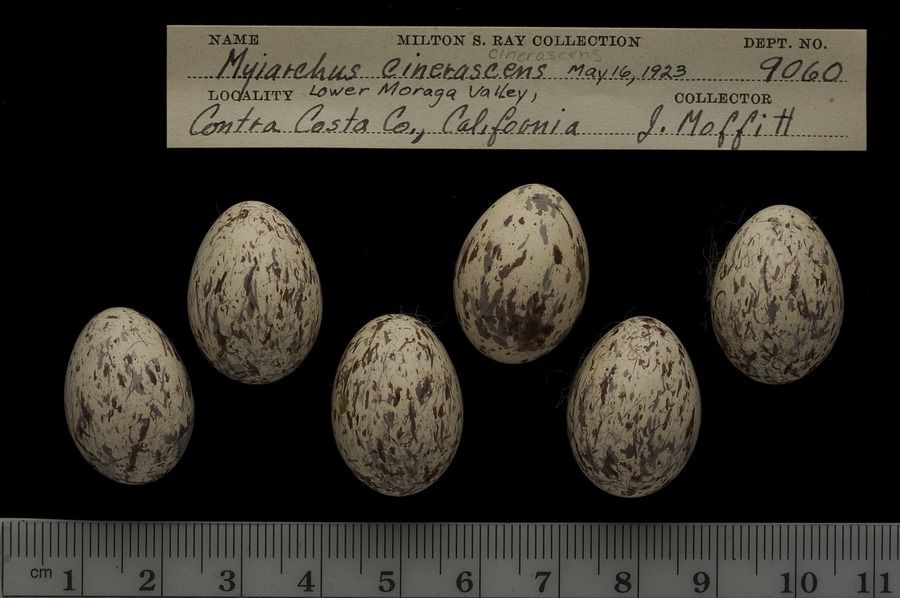 NAME MILTON S. RAY COLLECTION DEPT. NO.
cinerascens
Myiarchus cinerascens May 16, 1923 9060
LOCALITY Lower Moraga Valley, COLLECTOR
Contra Costa Co., California J. Moffitt
cm 1 2 3 4 5 6 7 8 9 10 11